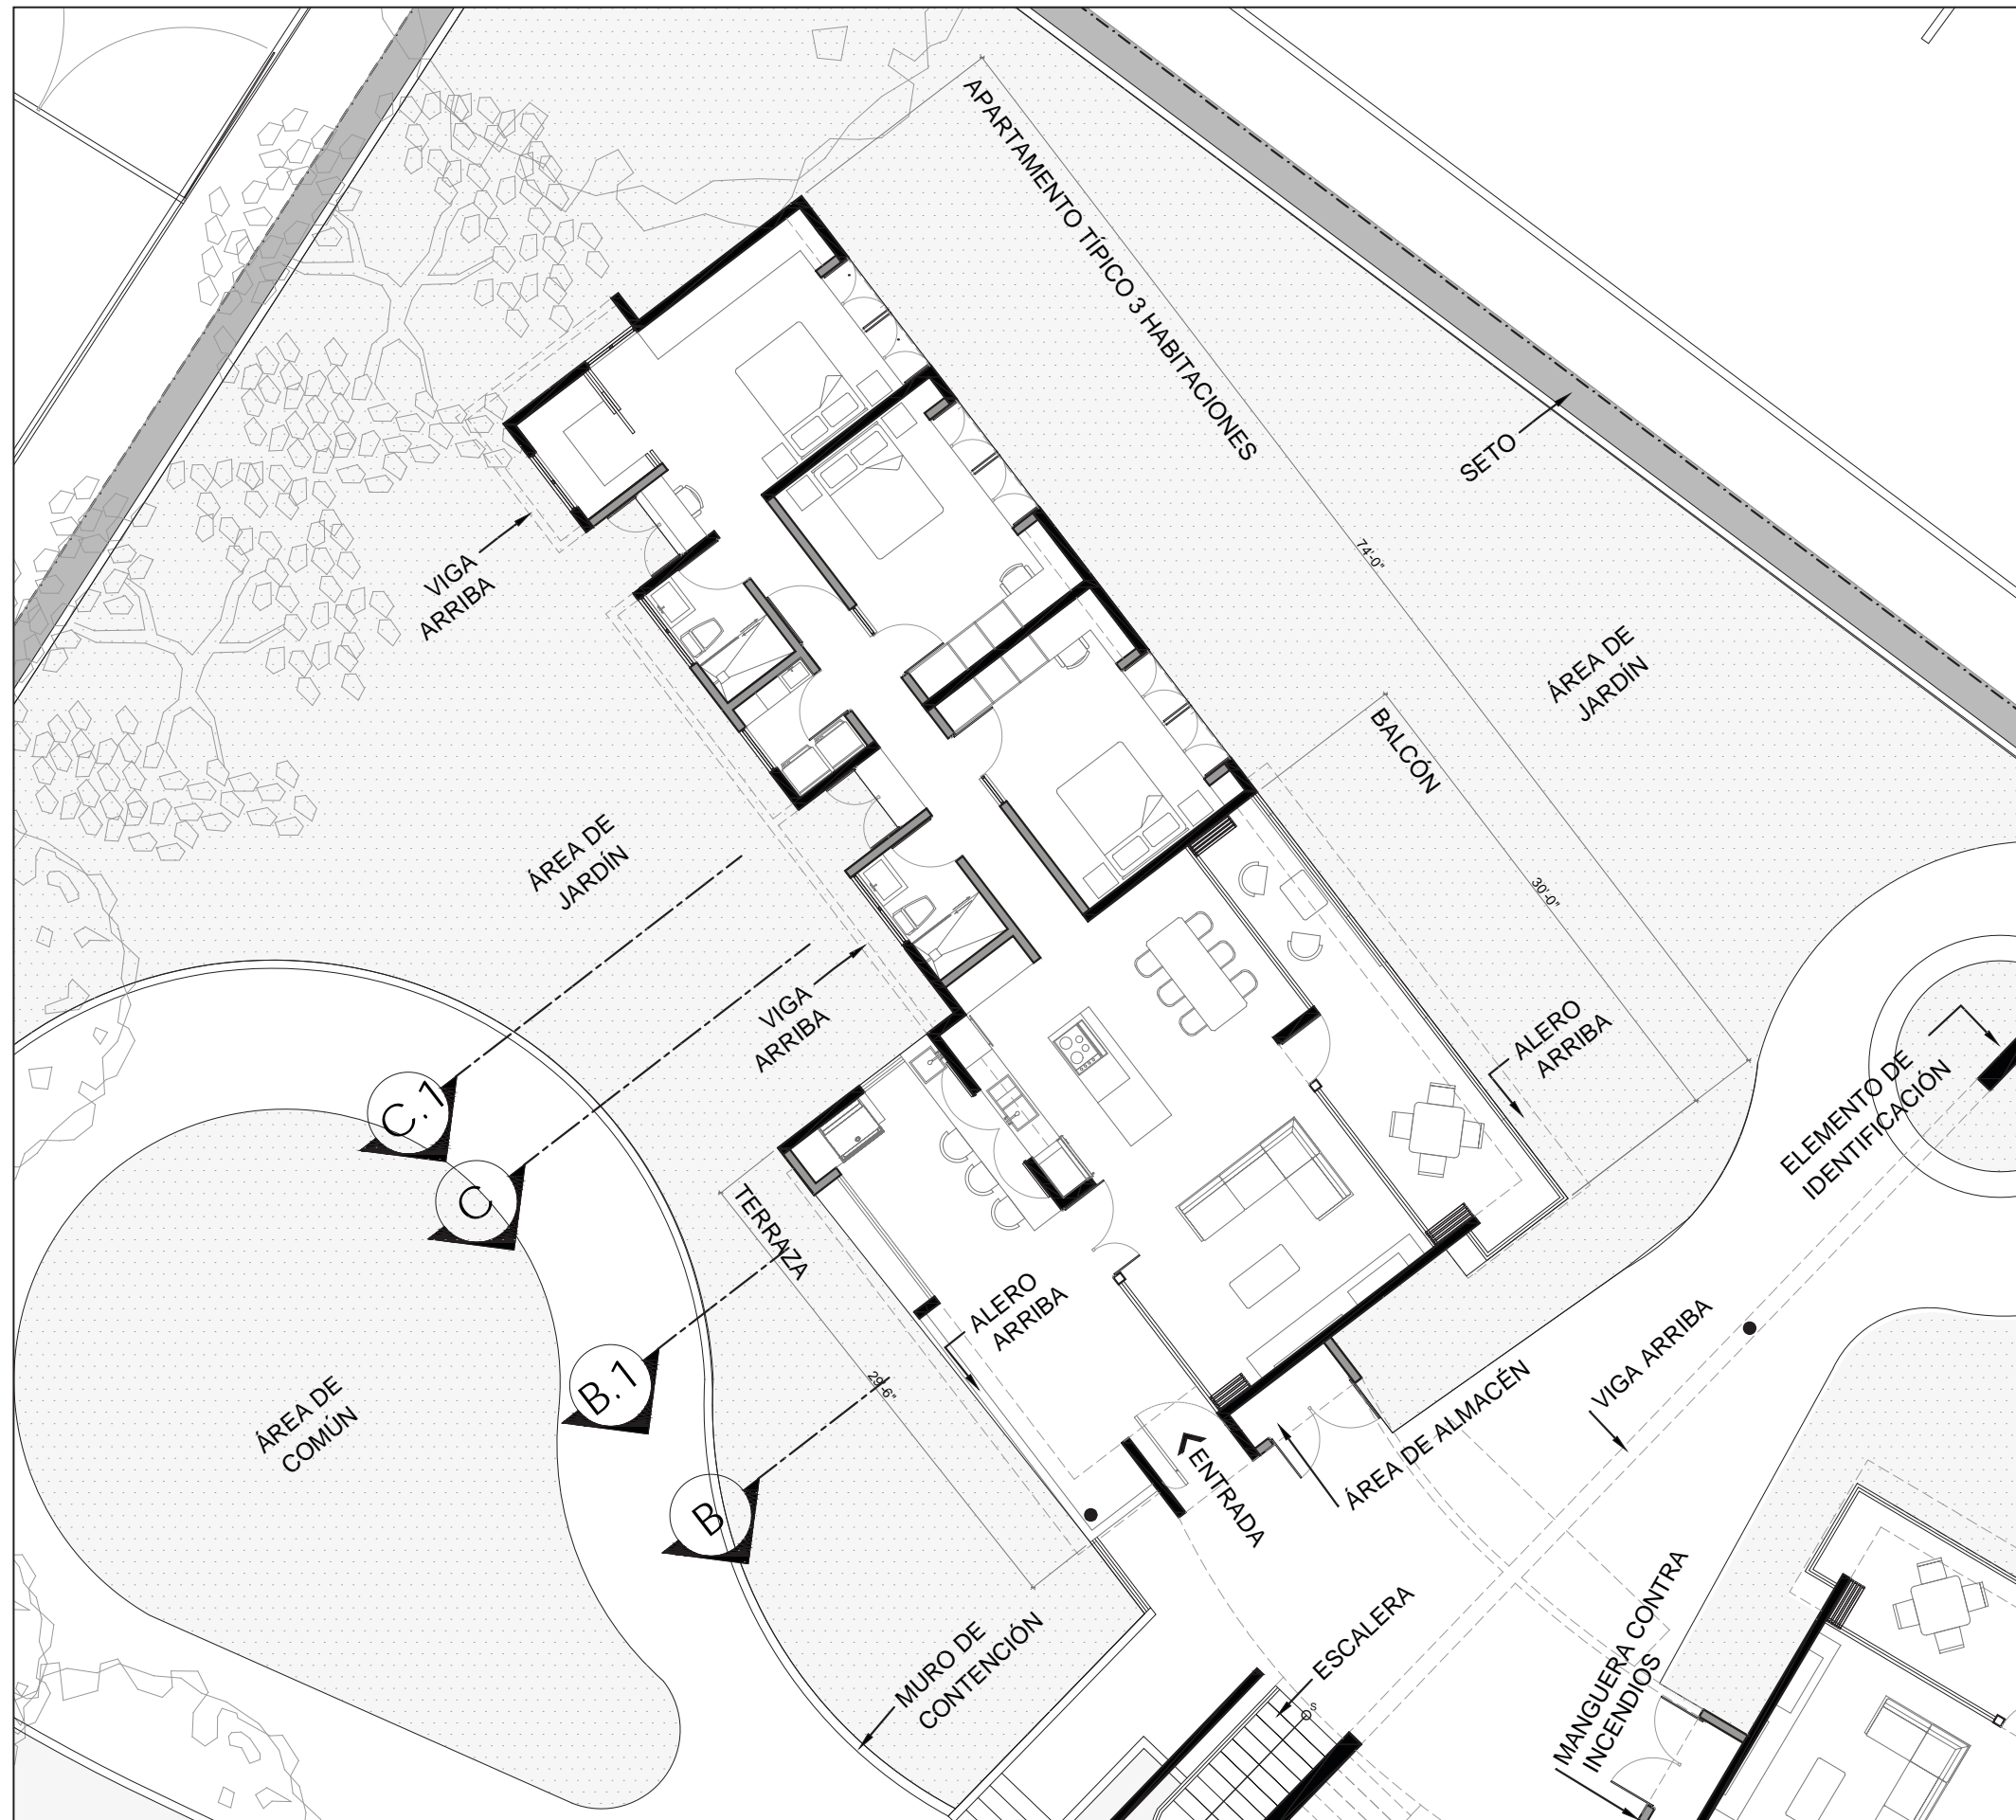 APARTAMENTO TÍPICO 3 HABITACIONES
SETO
74'-0"
VIGA
ARRIBA
ÁREA DE
JARDÍN
BALCÓN
ÁREA DE
JARDÍN
30'-0"
VIGA
ARRIBA
ALERO
ARRIBA
ELEMENTO DE
IDENTIFICACIÓN
C.1
C
TERRAZA
ALERO
ARRIBA
VIGA ARRIBA
B.1
29'-6"
ÁREA DE
COMÚN
ÁREA DE ALMACÉN
ENTRADA
B
MANGUERA CONTRA
INCENDIOS
ESCALERA
MURO DE
CONTENCIÓN
S